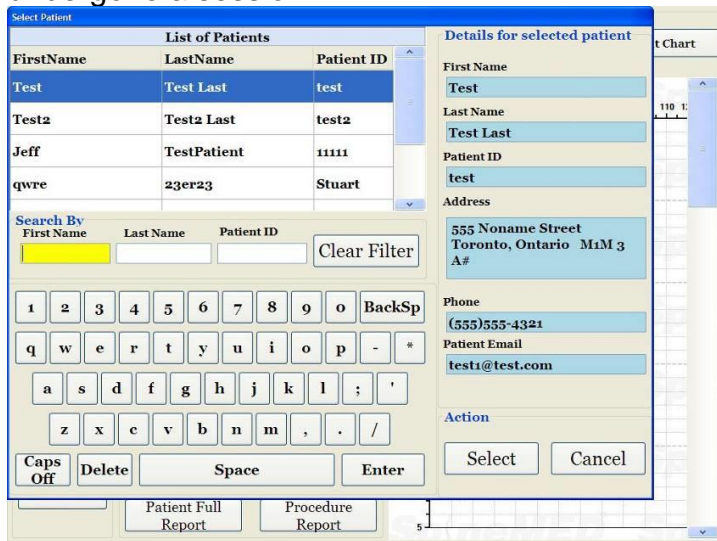 Select Patient
List of Patients
FirstName LastName Patient ID
Test Test Last test
Test2 Test2 Last test2
Jeff TestPatient 11111
qwre 23er23 Stuart
Search By
First Name Last Name Patient ID
Clear Filter
1 2 3 4 5 6 7 8 9 0 BackSp
q w e r t y u i o p - *
a s d f g h j k l ; '
z x c v b n m , . /
Caps Off Delete Space Enter
Details for selected patient
First Name
Test
Last Name
Test Last
Patient ID
test
Address
555 Noname Street
Toronto, Ontario M1M 3
A#
Phone
(555)555-4321
Patient Email
test1@test.com
Action
Select Cancel
t Chart
110
Patient Full
Report
Procedure
Report
5